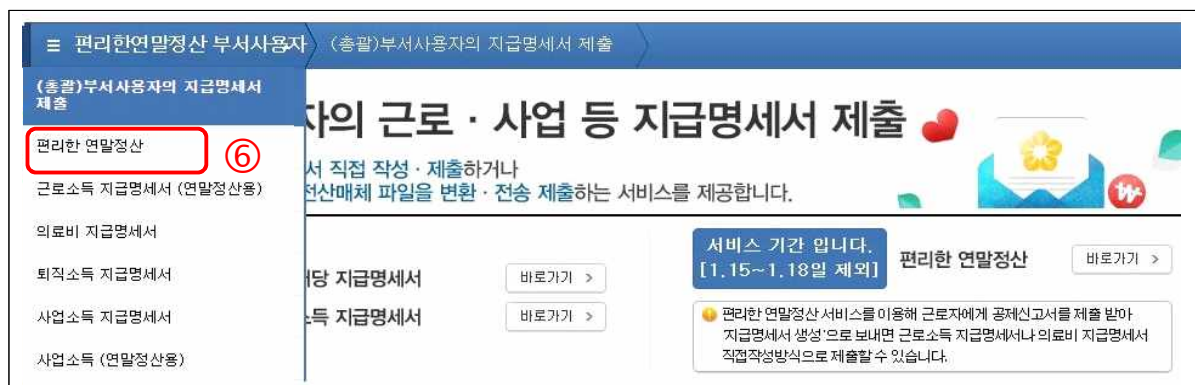 ≡ 편리한연말정산 부서사용자 (총괄)부서사용자의 지급명세서 제출
(총괄)부서사용자의 지급명세서
제출
편리한 연말정산
⑥
근로소득 지급명세서 (연말정산용)
의료비 지급명세서
퇴직소득 지급명세서
사업소득 지급명세서
사업소득 (연말정산용)
자의 근로 · 사업 등 지급명세서 제출
서 직접 작성 · 제출하거나
전산매체 파일을 변환 · 전송 제출하는 서비스를 제공합니다.
지급명세서
바로가기 >
소득 지급명세서
바로가기 >
서비스 기간 입니다.
[1.15~1.18일 제외]
편리한 연말정산
바로가기 >
편리한 연말정산 서비스를 이용해 근로자에게 공제신고서를 제출 받아
지급명세서 생성'으로 보내면 근로소득 지급명세서나 의료비 지급명세서
직접작성방식으로 제출할 수 있습니다.